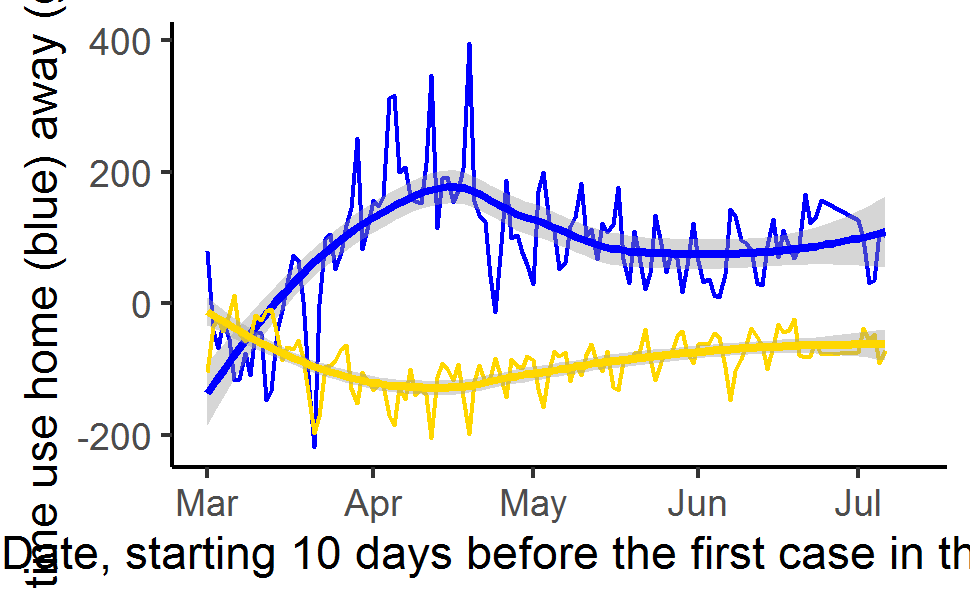 time use home (blue) away (
400
200
0
-200
Mar Apr May Jun Jul
Date, starting 10 days before the first case in th